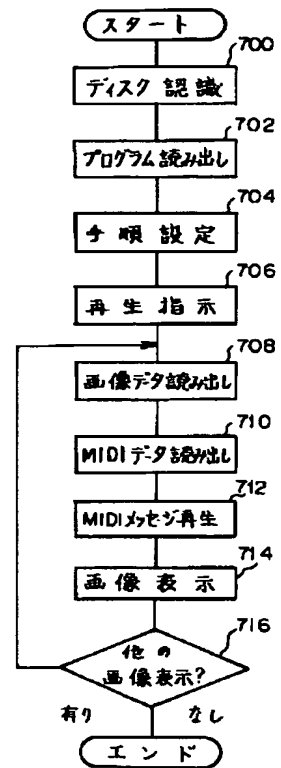 スタート
700
ディスク認識
702
プログラム読み出し
704
手順設定
706
再生指示
708
画像データ読み出し
710
MIDIデータ読み出し
712
MIDIメッセージ再生
714
画像表示
716
他の
画像表示?
有り
なし
エンド